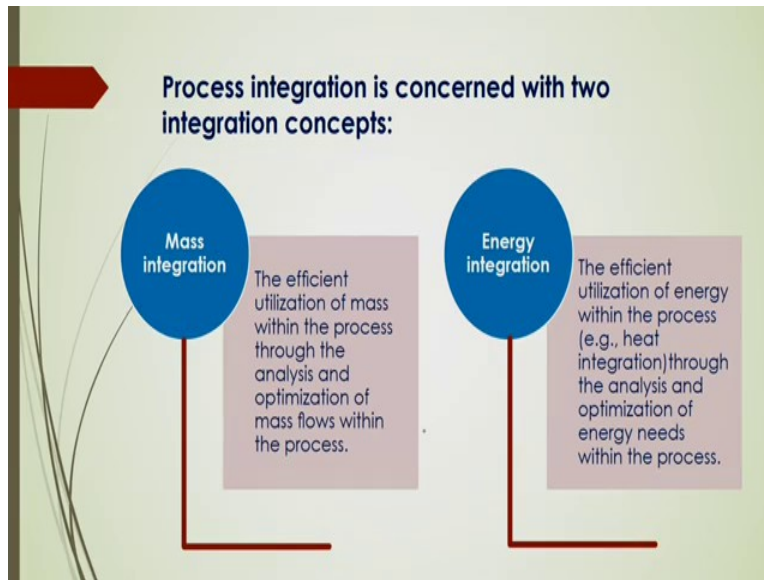 Process integration is concerned with two
integration concepts:
Mass
integration
The efficient
utilization of mass
within the process
through the
analysis and
optimization of
mass flows within
the process.
Energy
integration
The efficient
utilization of energy
within the process
(e.g., heat
integration)through
the analysis and
optimization of
energy needs
within the process.